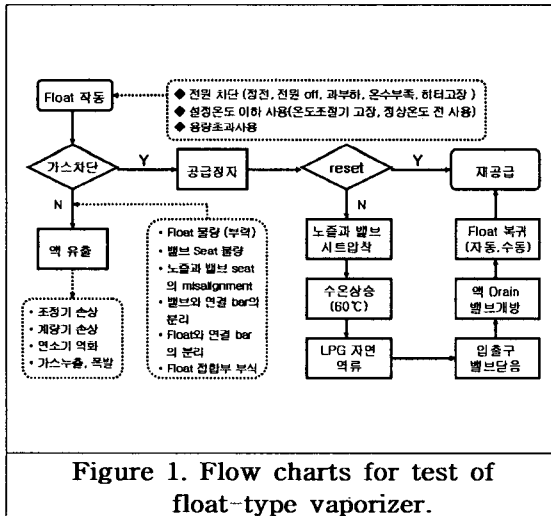 Float 작동
◆ 전원 차단 (정전, 전원 off, 과부하, 온수부족, 히터고장)
◆ 설정온도 이하 사용(온도조절기 고장, 정상온도 전 사용)
◆ 용량초과사용
가스차단
Y
공급정지
reset
Y
재공급
N
N
액 유출
• Float 불량 (부력)
• 밸브 Seat 불량
• 노즐과 밸브 seat
의 misalignment
• 밸브와 연결 bar의
분리
• Float와 연결 bar
의 분리
• Float 접합부 부식
노즐과 밸브
시트압착
Float 복귀
(자동,수동)
수온상승
(60℃)
액 Drain
밸브개방
LPG 자연
역류
입출구
밸브닫음
• 조정기 손상
• 계량기 손상
• 연소기 역화
• 가스누출, 폭발
Figure 1. Flow charts for test of
float-type vaporizer.